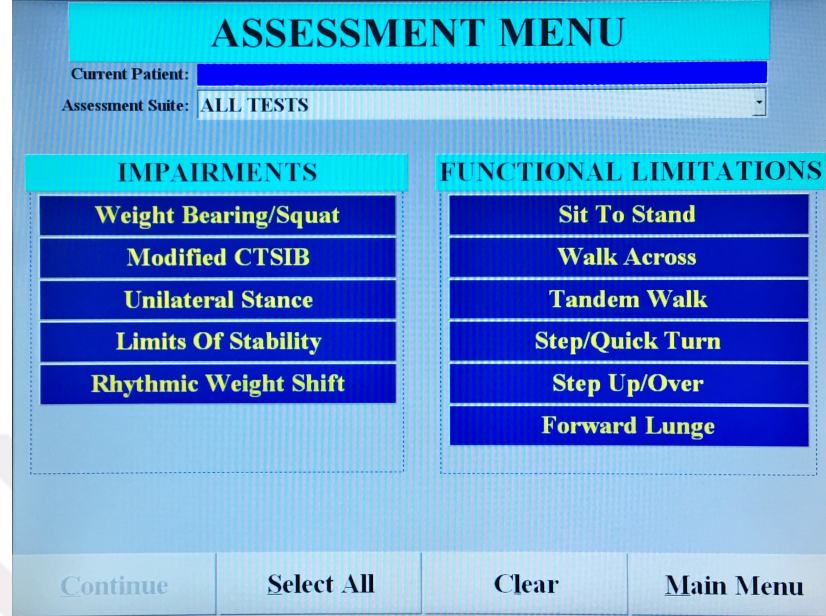 ASSESSMENT MENU
Current Patient:
Assessment Suite: ALL TESTS
IMPAIRMENTS
Weight Bearing/Squat
Modified CTSIB
Unilateral Stance
Limits Of Stability
Rhythmic Weight Shift
FUNCTIONAL LIMITATIONS
Sit To Stand
Walk Across
Tandem Walk
Step/Quick Turn
Step Up/Over
Forward Lunge
Continue Select All Clear Main Menu